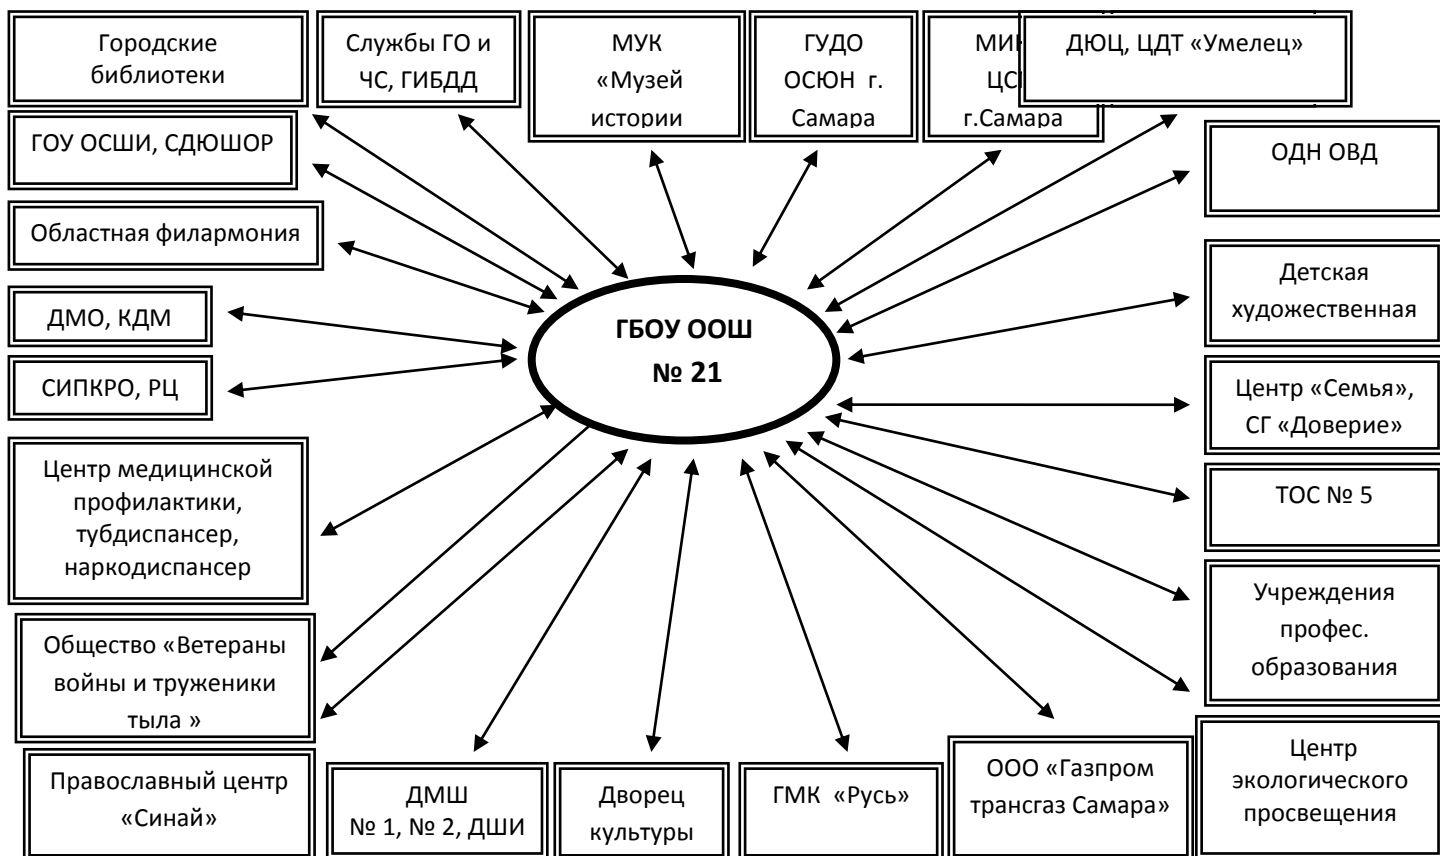 Городские
библиотеки
Службы ГО и
ЧС, ГИБДД
МУК
«Музей
истории
ГУДО
ОСЮН г.
Самара
г.Самара
ДЮЦ, ЦДТ «Умелец»
ГОУ ОСШИ, СДЮШОР
ОДН ОВД
Областная филармония
Детская
художественная
ДМО, КДМ
ГБОУ ООШ
№ 21
СИПКРО, РЦ
Центр «Семья»,
СГ «Доверие»
Центр медицинской
профилактики,
тубдиспансер,
наркодиспансер
ТОС № 5
Учреждения
профес.
образования
Общество «Ветераны
войны и труженики
тыла »
Православный центр
«Синай»
ДМШ
№ 1, № 2, ДШИ
Дворец
культуры
ГМК «Русь»
ООО «Газпром
трансгаз Самара»
Центр
экологического
просвещения